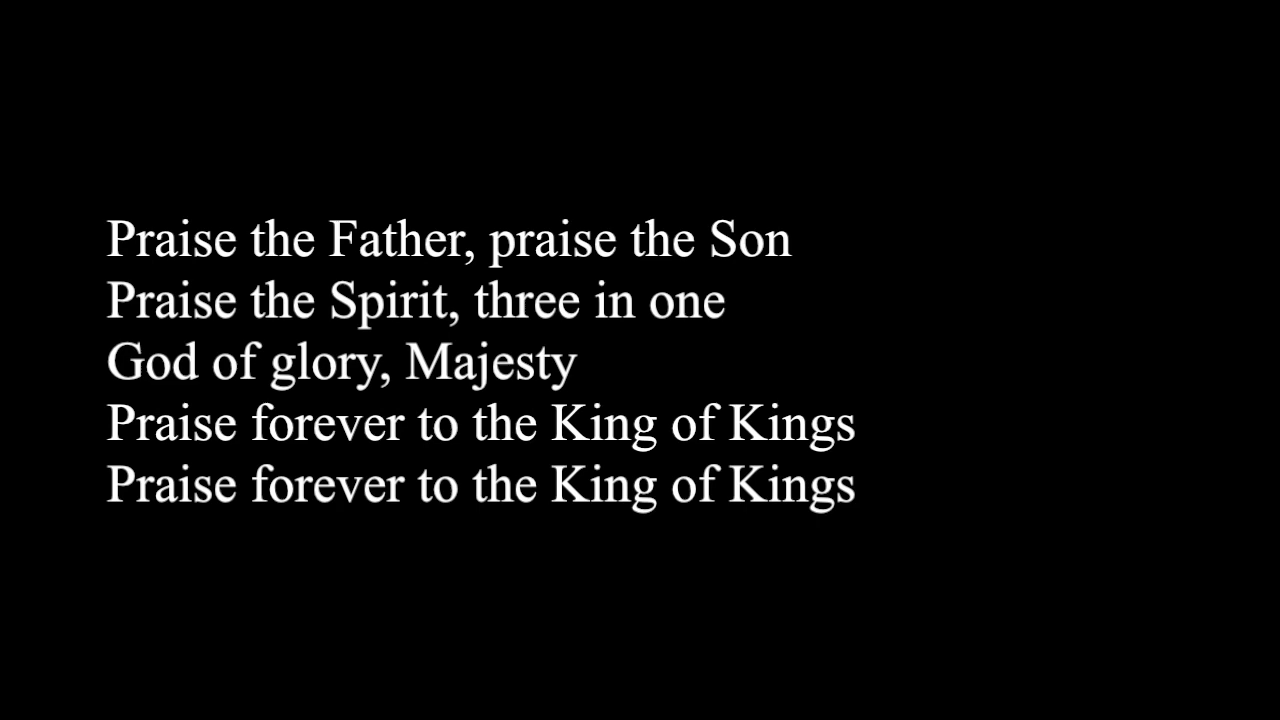 Praise the Father, praise the Son
Praise the Spirit, three in one
God of glory, Majesty
Praise forever to the King of Kings
Praise forever to the King of Kings